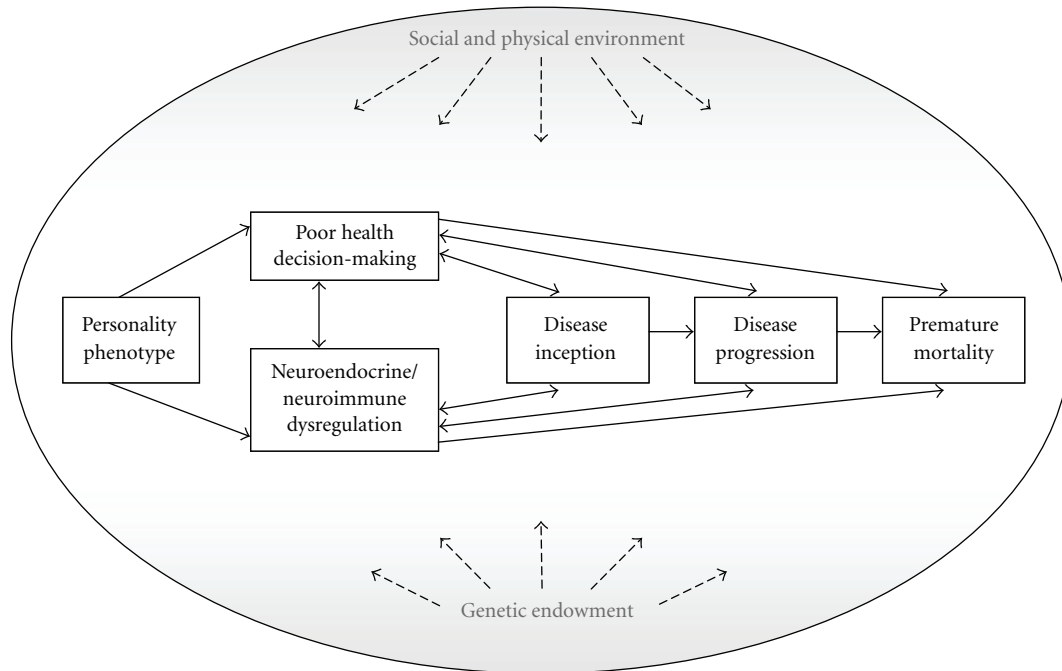 Social and physical environment
Poor health
decision-making
Personality
phenotype
Neuroendocrine/
neuroimmune
dysregulation
Disease
inception
Disease
progression
Premature
mortality
Genetic endowment